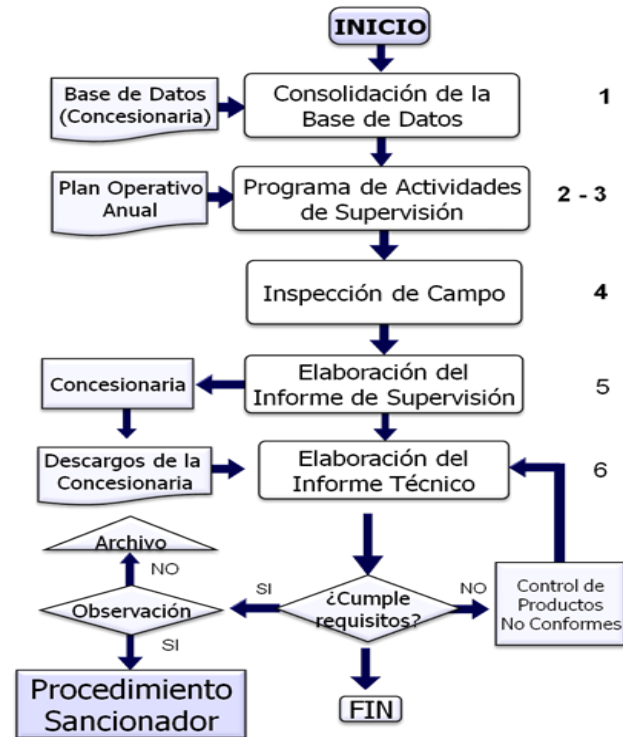 INICIO
Base de Datos
(Concesionaria)
Consolidación de la
Base de Datos
1
Plan Operativo
Anual
Programa de Actividades
de Supervisión
2 - 3
Inspección de Campo
4
Concesionaria
Elaboración del
Informe de Supervisión
5
Descargos de la
Concesionaria
Elaboración del
Informe Técnico
6
Archivo
NO
Observación
SI
SI
¿Cumple
requisitos?
NO
Control de
Productos
No Conformes
Procedimiento
Sancionador
FIN